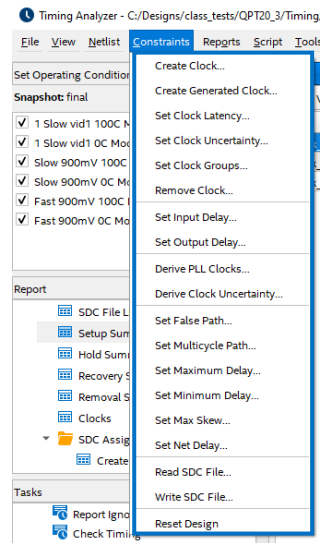 Timing Analyzer - C:/Designs/class_tests/QPT20_3/Timing
File View Netlist Constraints Reports Script Tools
Set Operating Condition
Snapshot: final
1 Slow vid1 100C M
1 Slow vid1 0C Mo
Slow 900mV 100C
Slow 900mV 0C Mo
Fast 900mV 100C
Fast 900mV 0C Mo
Create Clock...
Create Generated Clock...
Set Clock Latency...
Set Clock Uncertainty...
Set Clock Groups...
Remove Clock...
Set Input Delay...
Set Output Delay...
Derive PLL Clocks...
Derive Clock Uncertainty...
Set False Path...
Set Multicycle Path...
Set Maximum Delay...
Set Minimum Delay...
Set Max Skew...
Set Net Delay...
Read SDC File...
Write SDC File...
Reset Design
Report
SDC File L
Setup Sum
Hold Sum
Recovery S
Removal S
Clocks
SDC Assig
Create
Tasks
Report Igno
Check Timing